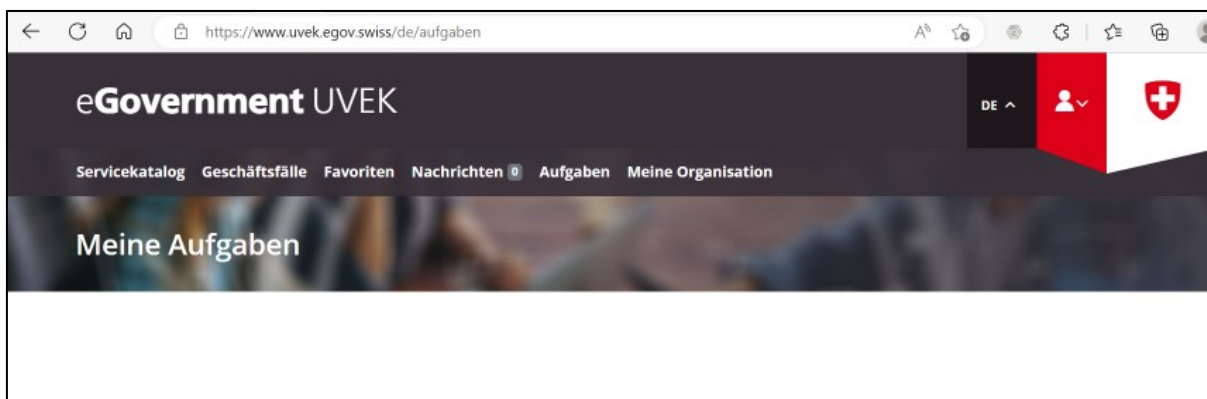 https://www.uvek.egov.swiss/de/aufgaben
eGovernment UVEK
DE
Servicekatalog Geschäftsfälle Favoriten Nachrichten 0 Aufgaben Meine Organisation
Meine Aufgaben